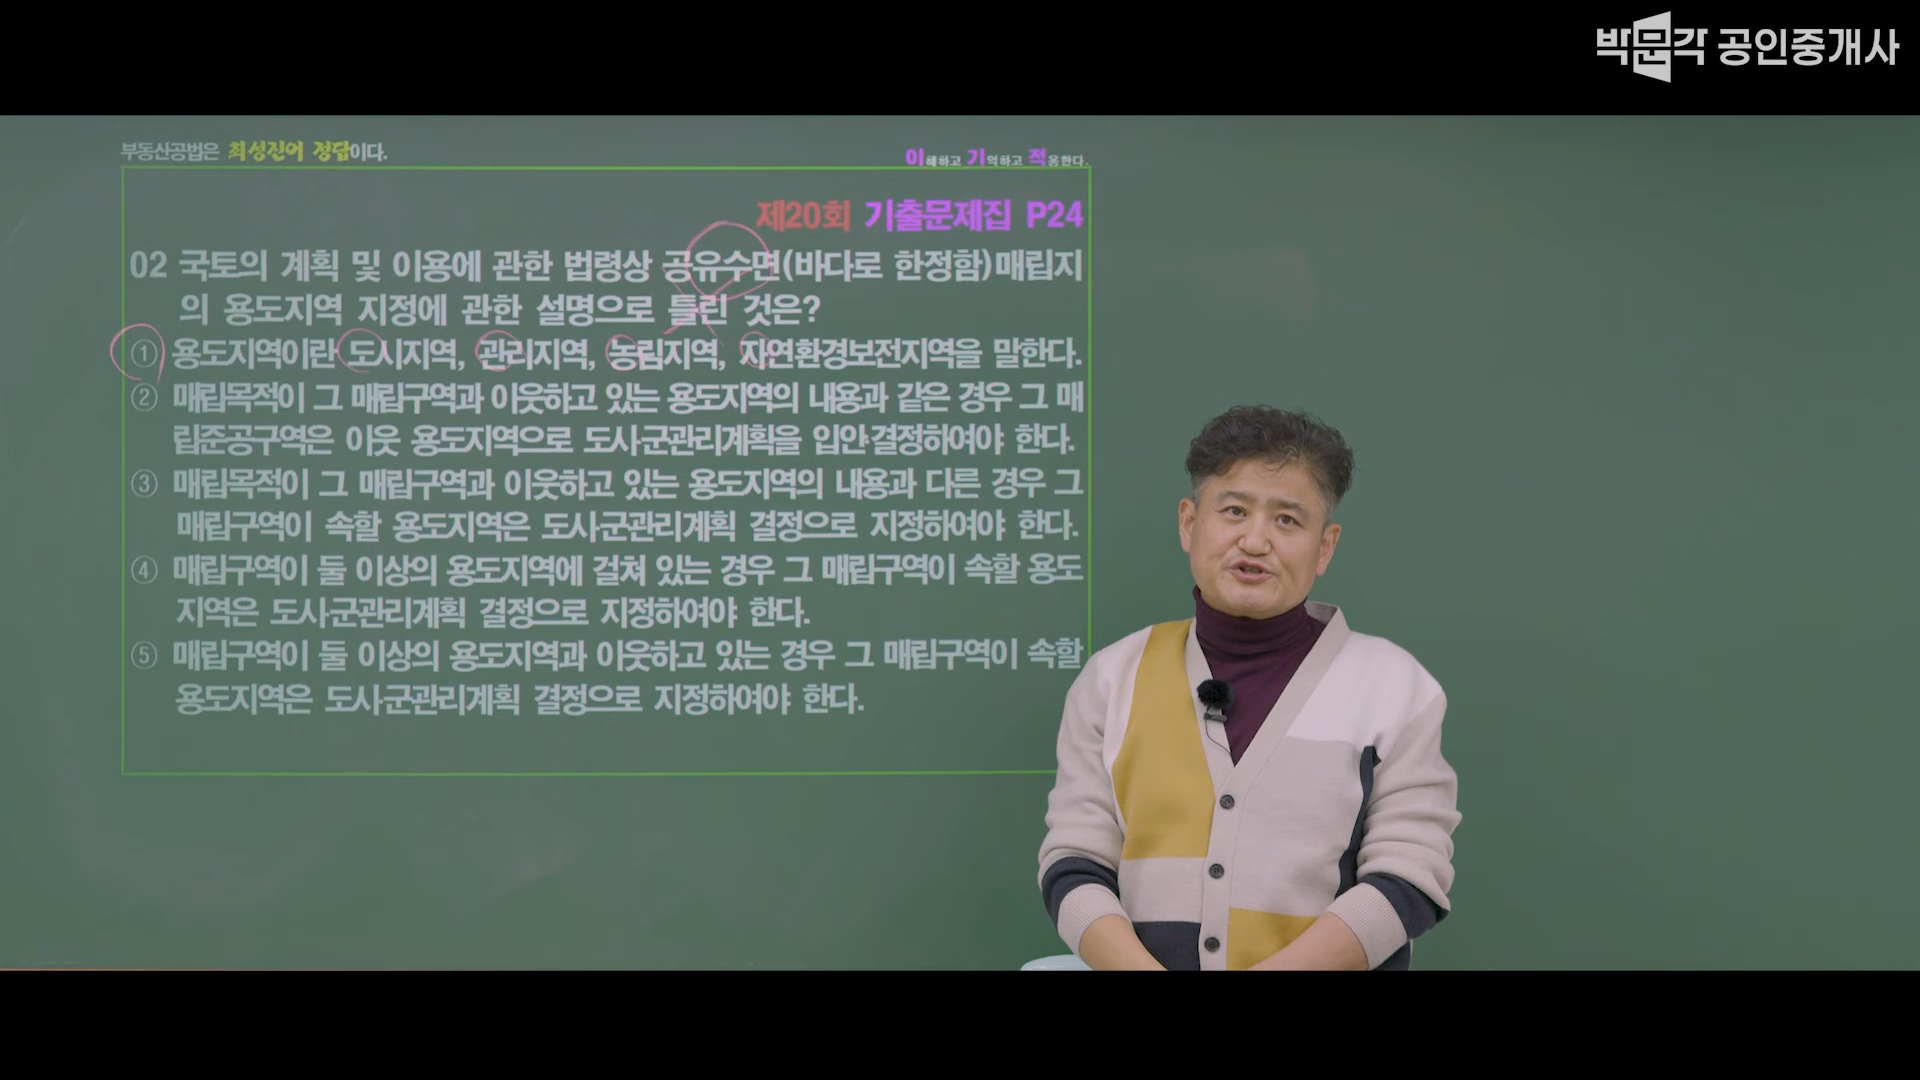 박문각 공인중개사
부동산공법은 최성진이 정답이다.
이해하고 기억하고 적용한다.
제20회 기출문제집 P24
02 국토의 계획 및 이용에 관한 법령상 공유수면(바다로 한정함)매립지
의 용도지역 지정에 관한 설명으로 틀린 것은?
① 용도지역이란 도시지역, 관리지역, 농림지역, 자연환경보전지역을 말한다.
② 매립목적이 그 매립구역과 이웃하고 있는 용도지역의 내용과 같은 경우 그 매
립준공구역은 이웃 용도지역으로 도시·군관리계획을 입안·결정하여야 한다.
③ 매립목적이 그 매립구역과 이웃하고 있는 용도지역의 내용과 다른 경우 그
매립구역이 속할 용도지역은 도시·군관리계획 결정으로 지정하여야 한다.
④ 매립구역이 둘 이상의 용도지역에 걸쳐 있는 경우 그 매립구역이 속할 용도
지역은 도시·군관리계획 결정으로 지정하여야 한다.
⑤ 매립구역이 둘 이상의 용도지역과 이웃하고 있는 경우 그 매립구역이 속할
용도지역은 도시·군관리계획 결정으로 지정하여야 한다.